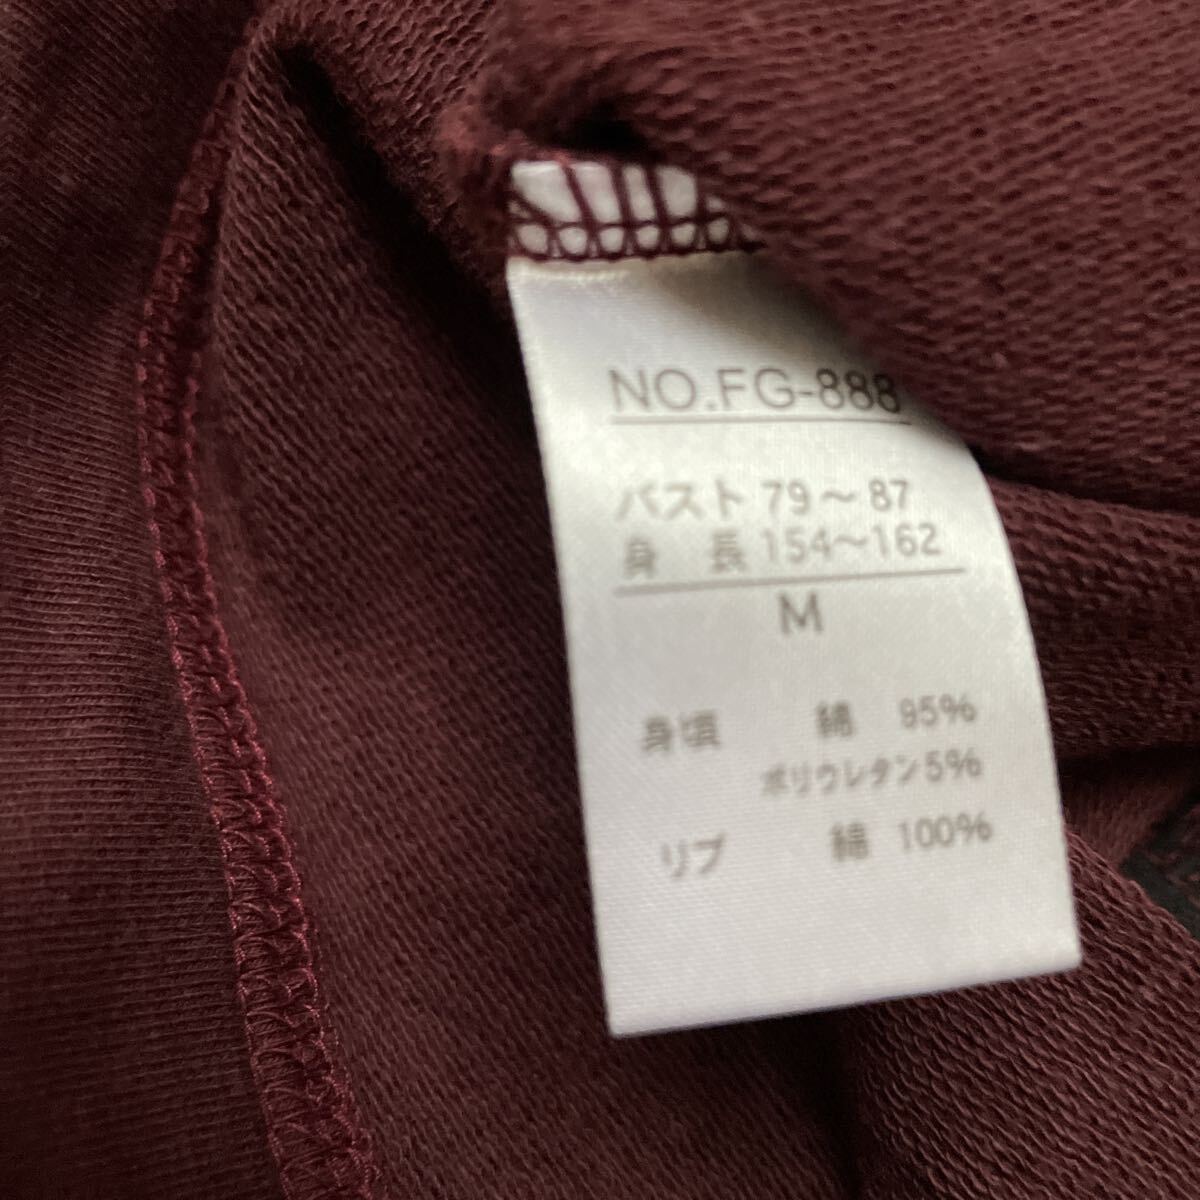 NO.FG-888
バスト 79～87
身 長 154～162
M
身頃 綿 95%
ポリウレタン 5%
リブ 綿 100%